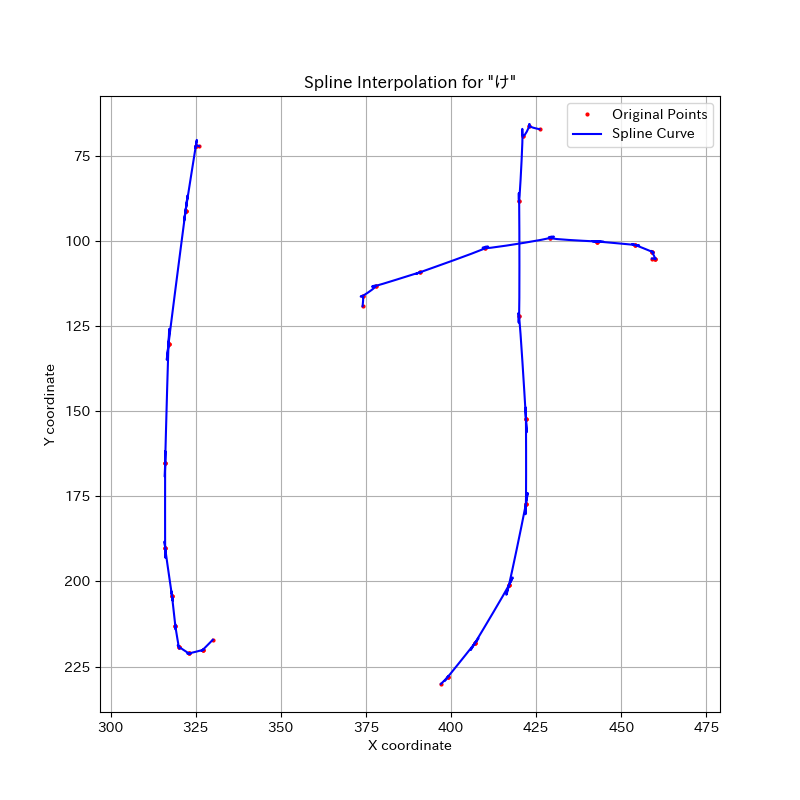 Spline Interpolation for "け"
Original Points
Spline Curve
75
100
125
150
175
200
225
Y coordinate
300 325 350 375 400 425 450 475
X coordinate
け